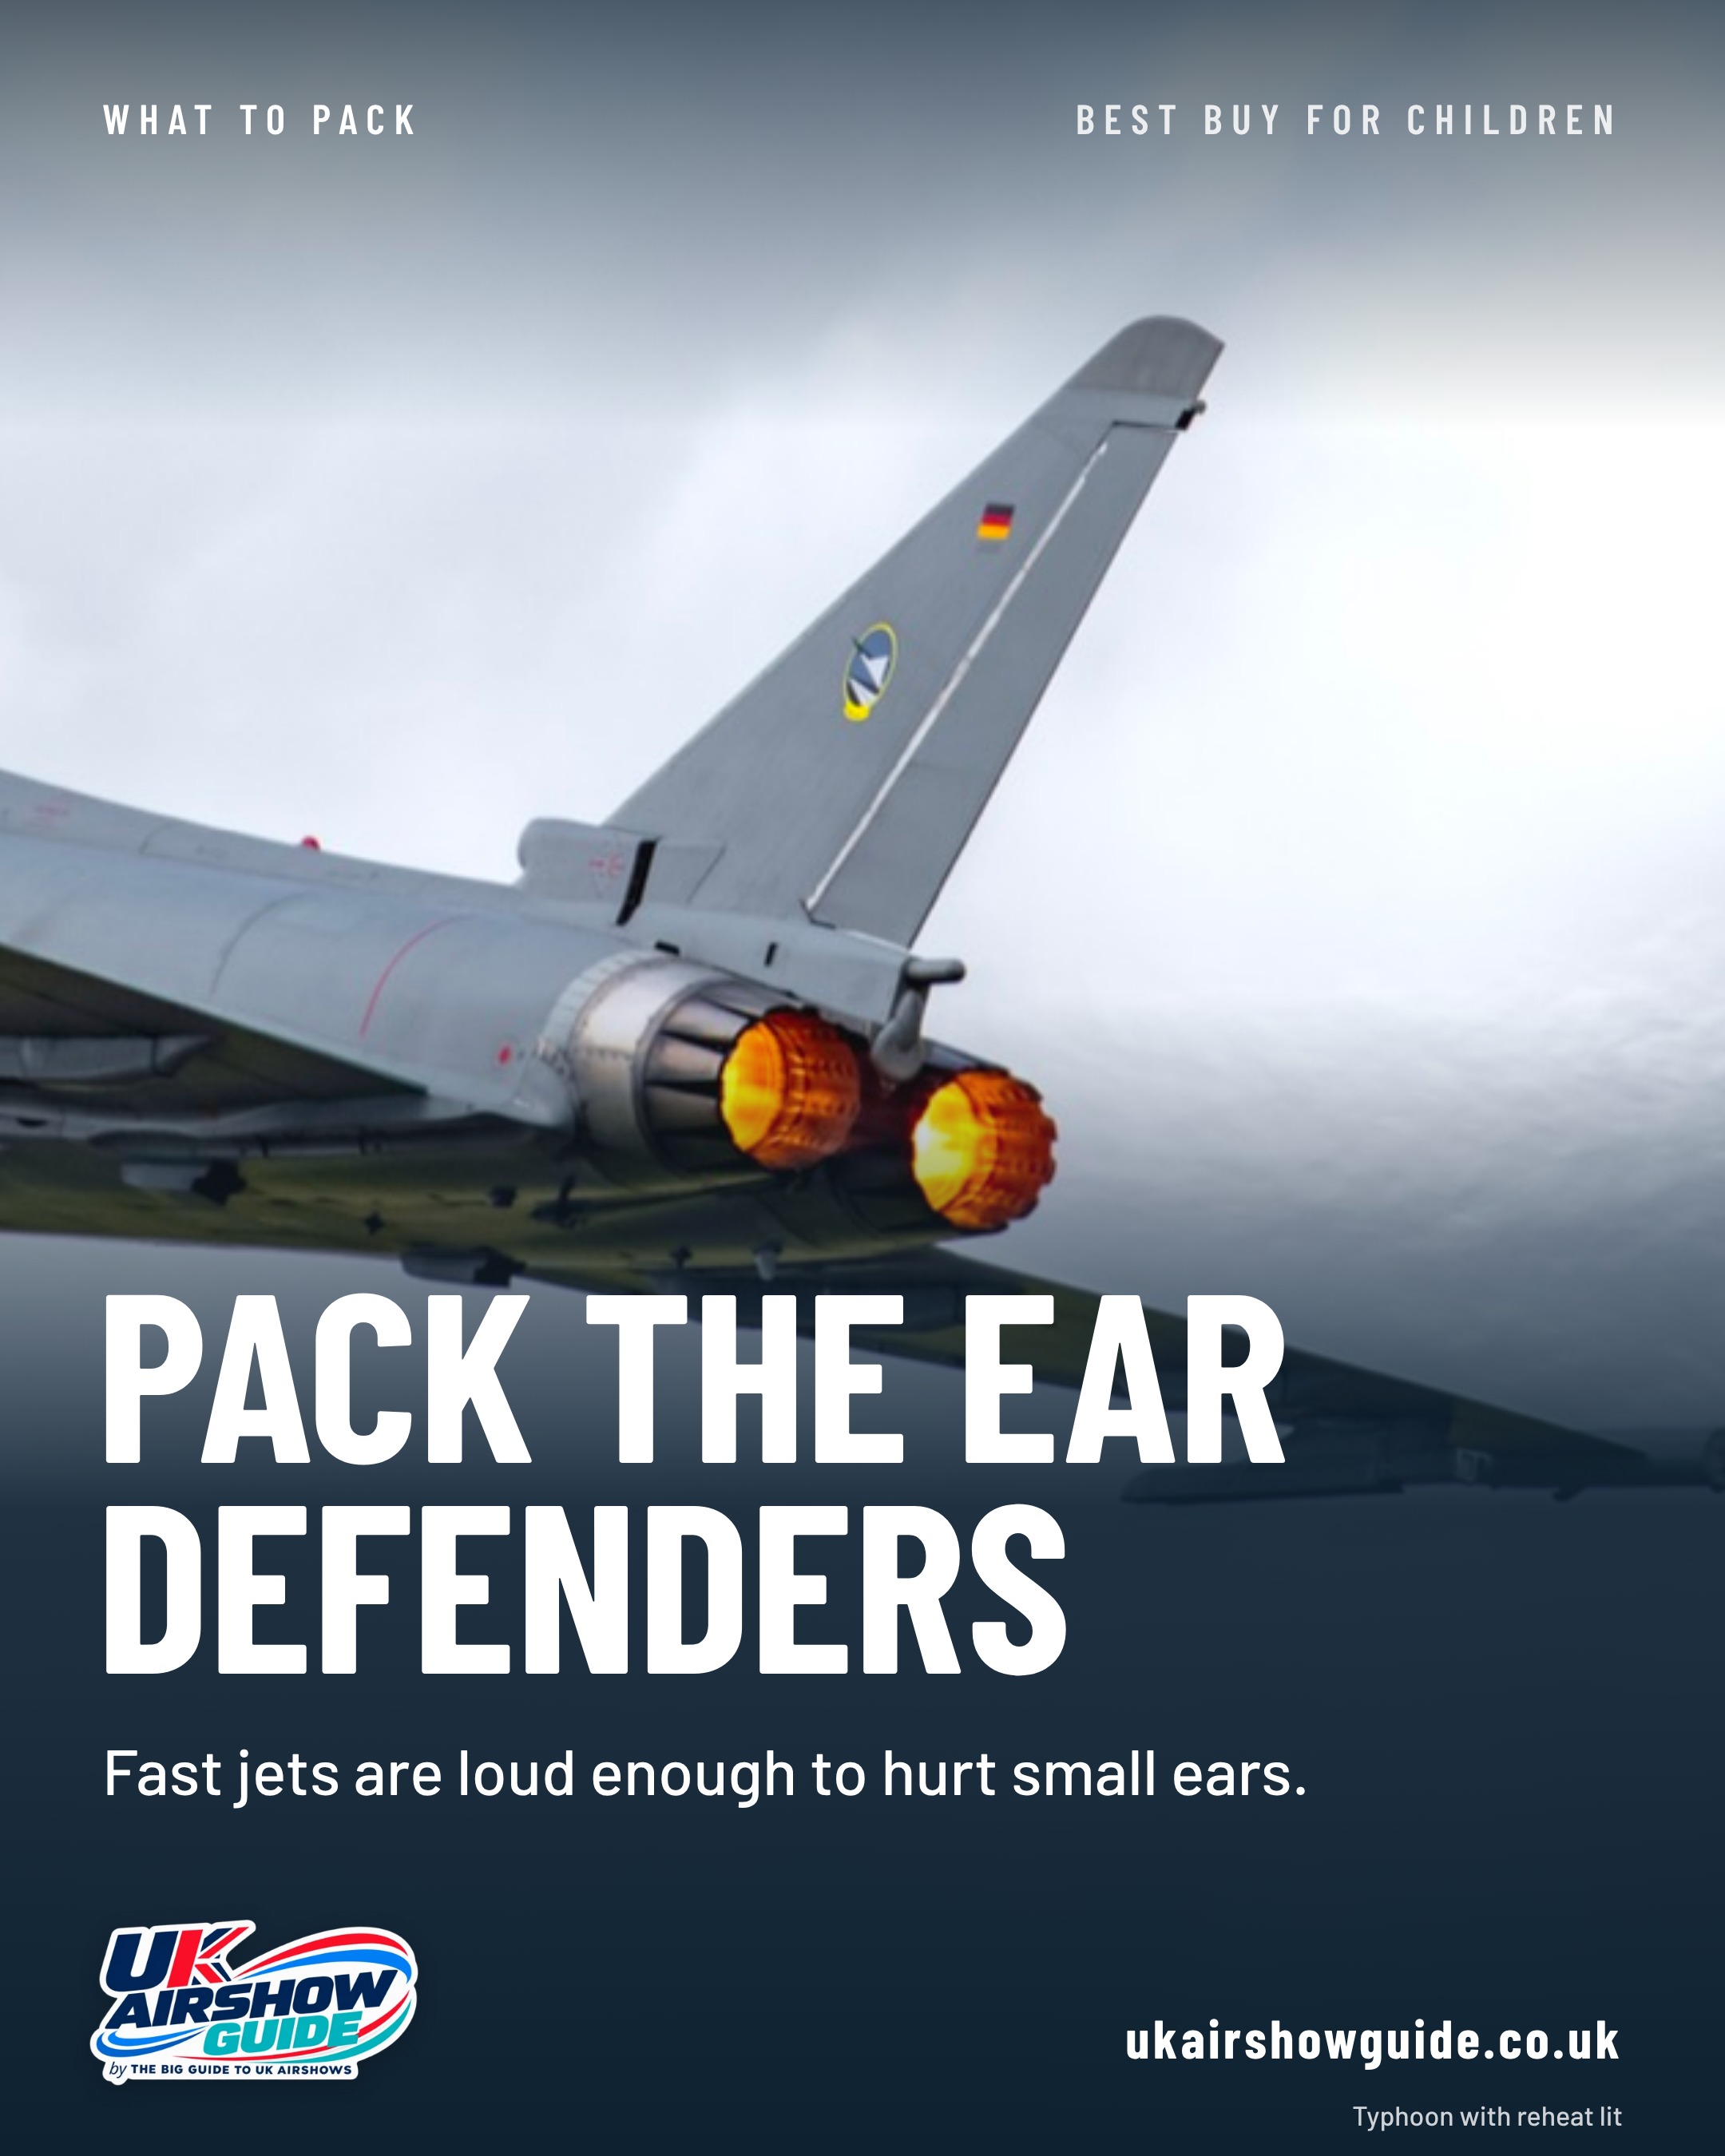 WHAT TO PACK
BEST BUY FOR CHILDREN
PACK THE EAR
DEFENDERS
Fast jets are loud enough to hurt small ears.
UK
AIRSHOW
GUIDE
by THE BIG GUIDE TO UK AIRSHOWS
ukairshowguide.co.uk
Typhoon with reheat lit